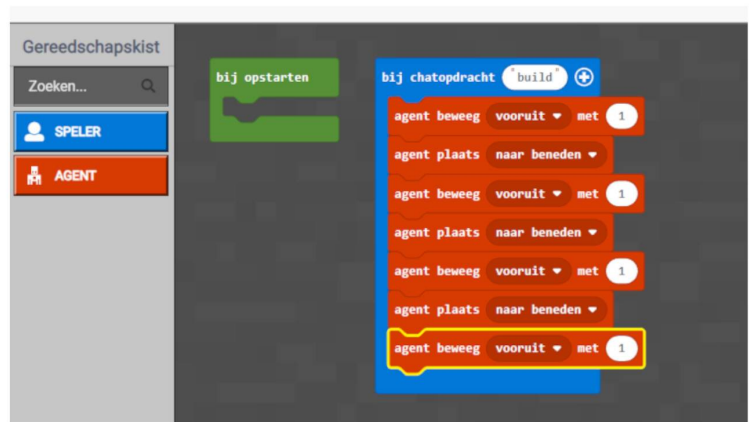 Gereedschapskist
Zoeken...
SPELER
AGENT
bij opstarten
bij chatopdracht "build"
agent beweeg vooruit met 1
agent plaats naar beneden
agent beweeg vooruit met 1
agent plaats naar beneden
agent beweeg vooruit met 1
agent plaats naar beneden
agent beweeg vooruit met 1